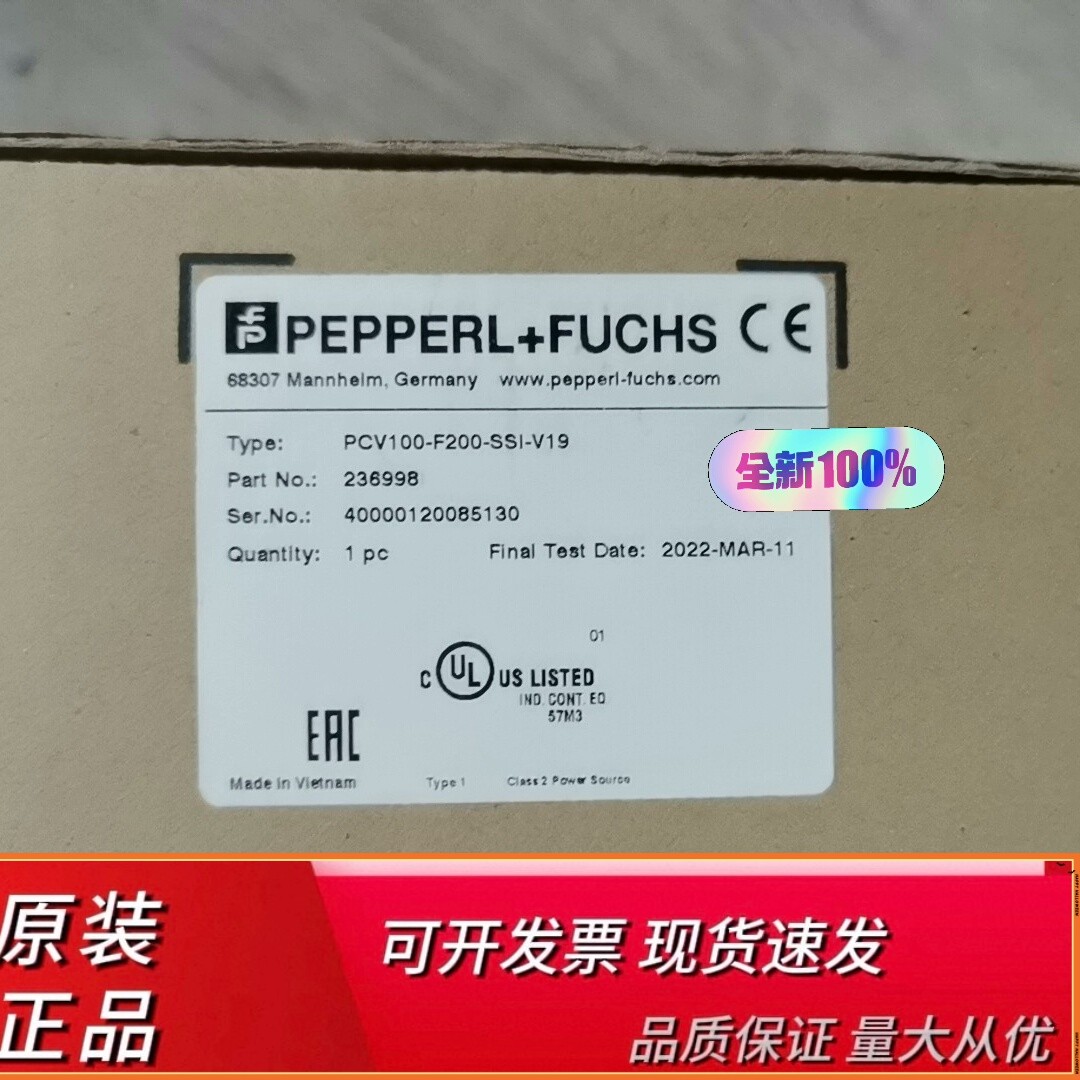 PEPPERL+FUCHS CE
68307 Mannheim, Germany www.pepperl-fuchs.com
Type: PCV100-F200-SSI-V19
全新100%
Part No.: 236998
Ser.No.: 40000120085130
Quantity: 1 pc Final Test Date: 2022-MAR-11
01
C UL US LISTED
IND. CONT. EQ
57M3
EAC
Made in Vietnam Type 1 Class 2 Power Source
原装
正品
可开发票 现货速发
品质保证 量大从优